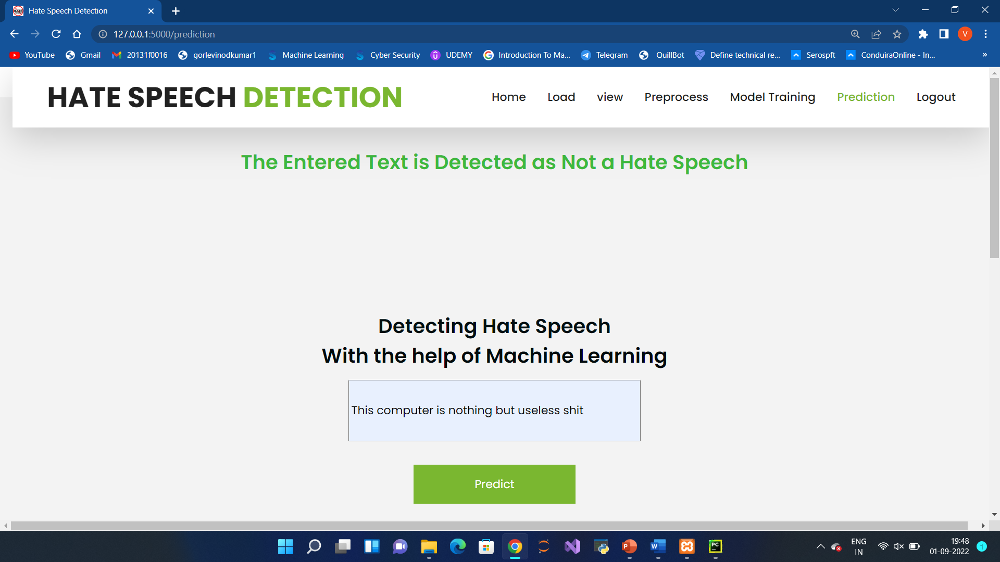 Hate Speech Detection
127.0.0.1:5000/prediction
V
YouTube Gmail 20131f0016 gorlevinodkumar1 Machine Learning Cyber Security UDEMY Introduction To Ma... Telegram QuillBot Define technical re... Serospft ConduiraOnline - In... »
HATE SPEECH DETECTION Home Load view Preprocess Model Training Prediction Logout
The Entered Text is Detected as Not a Hate Speech
Detecting Hate Speech
With the help of Machine Learning
This computer is nothing but useless shit
Predict
ENG
IN
19:48
01-09-2022
1